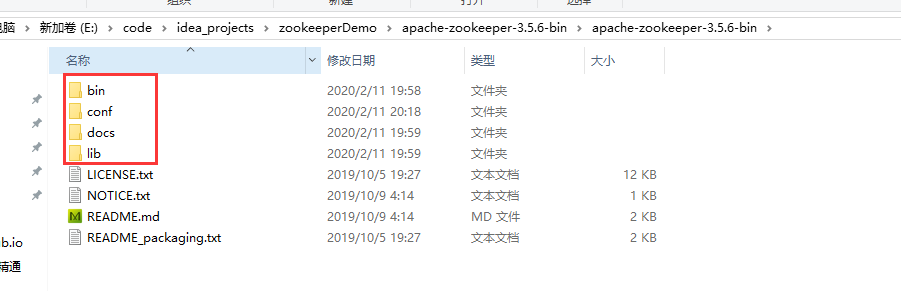 新建
打开
选择
电脑 > 新加卷 (E:) > code > idea_projects > zookeeperDemo > apache-zookeeper-3.5.6-bin > apache-zookeeper-3.5.6-bin >
名称 修改日期 类型 大小
bin 2020/2/11 19:58 文件夹
conf 2020/2/11 20:18 文件夹
docs 2020/2/11 19:59 文件夹
lib 2020/2/11 19:59 文件夹
LICENSE.txt 2019/10/5 19:27 文本文档 12 KB
NOTICE.txt 2019/10/9 4:14 文本文档 1 KB
README.md 2019/10/9 4:14 MD 文件 2 KB
README_packaging.txt 2019/10/5 19:27 文本文档 2 KB
b.io
精通